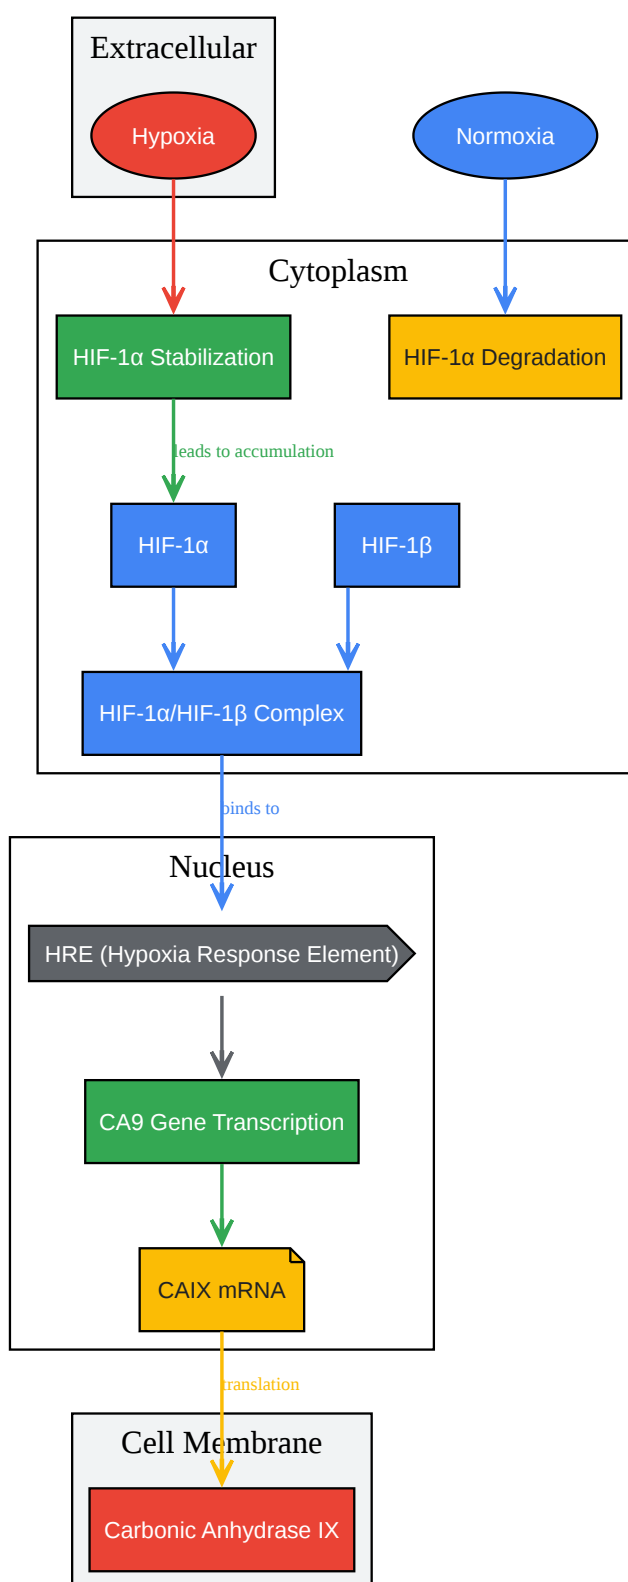 Extracellular
Hypoxia
Normoxia
Cytoplasm
HIF-1α Stabilization
HIF-1α Degradation
leads to accumulation
HIF-1α
HIF-1β
HIF-1α/HIF-1β Complex
binds to
Nucleus
HRE (Hypoxia Response Element)
CA9 Gene Transcription
CAIX mRNA
translation
Cell Membrane
Carbonic Anhydrase IX